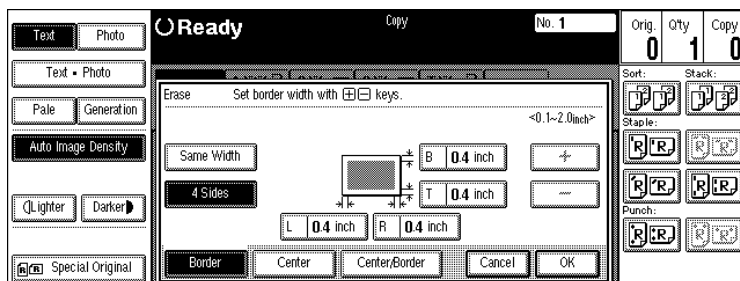 Text
Photo
Text • Photo
Pale
Generation
Auto Image Density
Lighter
Darker
Special Original
Ready
Copy
No. 1
Orig.
Q'ty
Copy
0
1
0
Erase
Set border width with ⊞⊟ keys.
<0.1~2.0inch>
Same Width
4 Sides
B 0.4 inch
T 0.4 inch
L 0.4 inch
R 0.4 inch
+
—
Border
Center
Center/Border
Cancel
OK
Sort:
Stack:
Staple:
Punch: